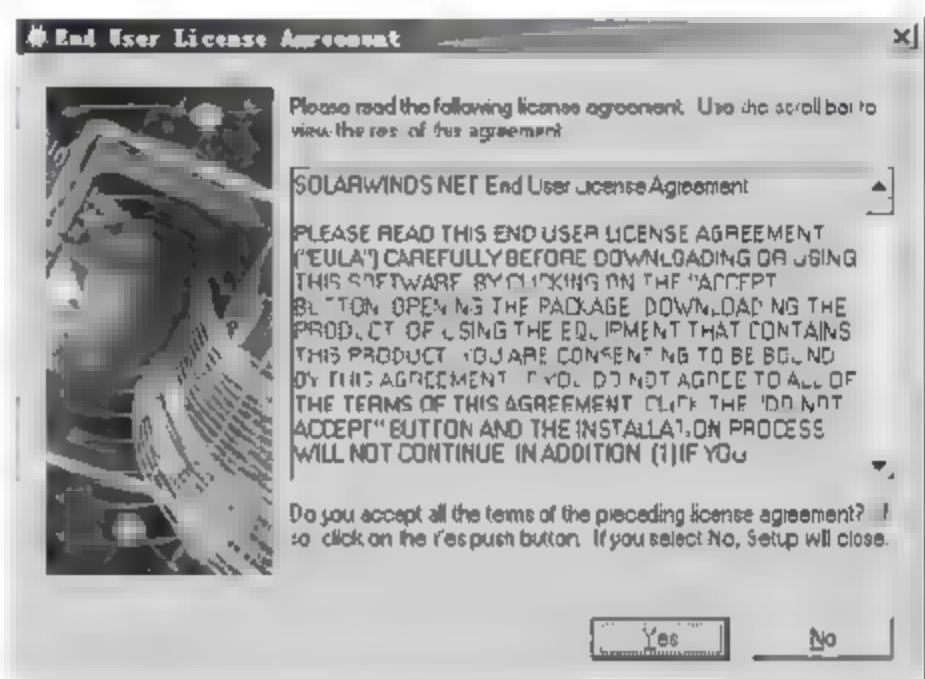 End User License Agreement
Please read the following license agreement. Use the scroll bar to
view the rest of this agreement
SOLARWINDS.NET End User License Agreement
PLEASE READ THIS END USER LICENSE AGREEMENT
("EULA") CAREFULLY BEFORE DOWNLOADING OR USING
THIS SOFTWARE. BY CLICKING ON THE "ACCEPT
BUTTON, OPENING THE PACKAGE, DOWNLOADING THE
PRODUCT, OR USING THE EQUIPMENT THAT CONTAINS
THIS PRODUCT, YOU ARE CONSENTING TO BE BOUND
BY THIS AGREEMENT. IF YOU DO NOT AGREE TO ALL OF
THE TERMS OF THIS AGREEMENT, CLICK THE "DO NOT
ACCEPT" BUTTON AND THE INSTALLATION PROCESS
WILL NOT CONTINUE. IN ADDITION, (1) IF YOU
Do you accept all the terms of the preceding license agreement? If
so, click on the Yes push button. If you select No, Setup will close.
Yes
No